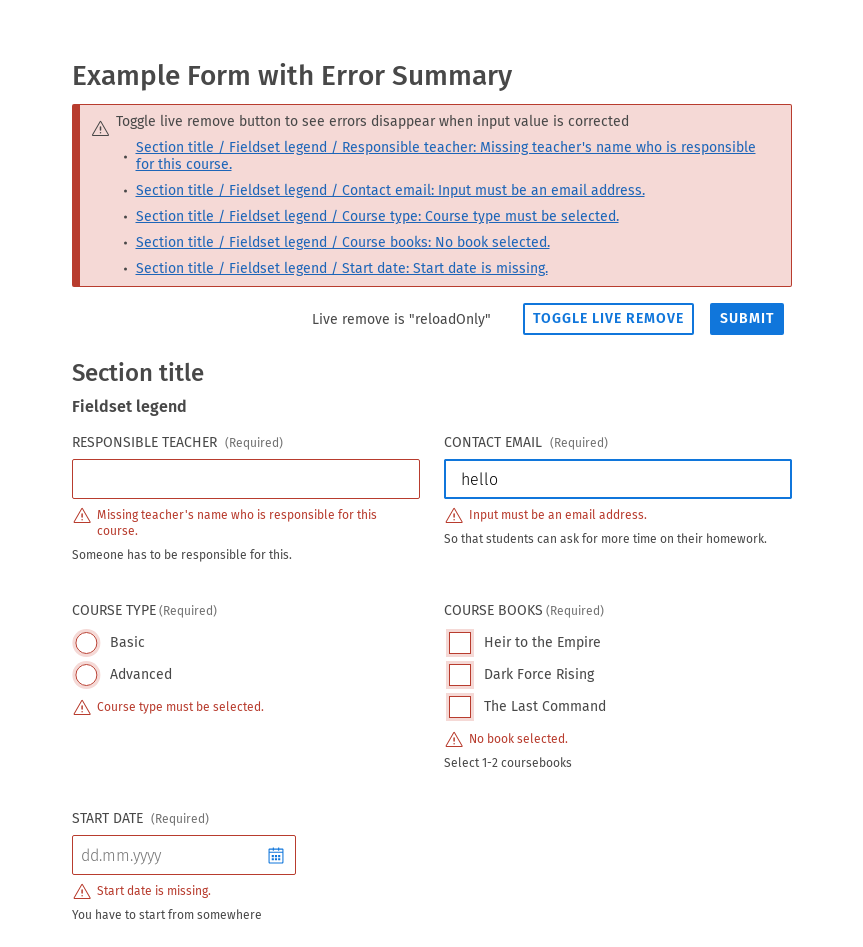 Example Form with Error Summary
Toggle live remove button to see errors disappear when input value is corrected
• Section title / Fieldset legend / Responsible teacher: Missing teacher's name who is responsible
for this course.
• Section title / Fieldset legend / Contact email: Input must be an email address.
• Section title / Fieldset legend / Course type: Course type must be selected.
• Section title / Fieldset legend / Course books: No book selected.
• Section title / Fieldset legend / Start date: Start date is missing.
Live remove is "reloadOnly" TOGGLE LIVE REMOVE SUBMIT
Section title
Fieldset legend
RESPONSIBLE TEACHER (Required)
Missing teacher's name who is responsible for this
course.
Someone has to be responsible for this.
CONTACT EMAIL (Required)
hello
Input must be an email address.
So that students can ask for more time on their homework.
COURSE TYPE (Required)
Basic
Advanced
Course type must be selected.
COURSE BOOKS (Required)
Heir to the Empire
Dark Force Rising
The Last Command
No book selected.
Select 1-2 coursebooks
START DATE (Required)
dd.mm.yyyy
Start date is missing.
You have to start from somewhere